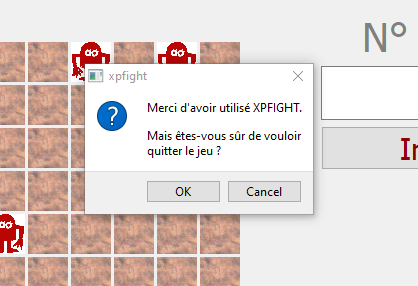 N°
xpfight
Merci d'avoir utilisé XPFIGHT.
Mais êtes-vous sûr de vouloir
quitter le jeu ?
OK
Cancel